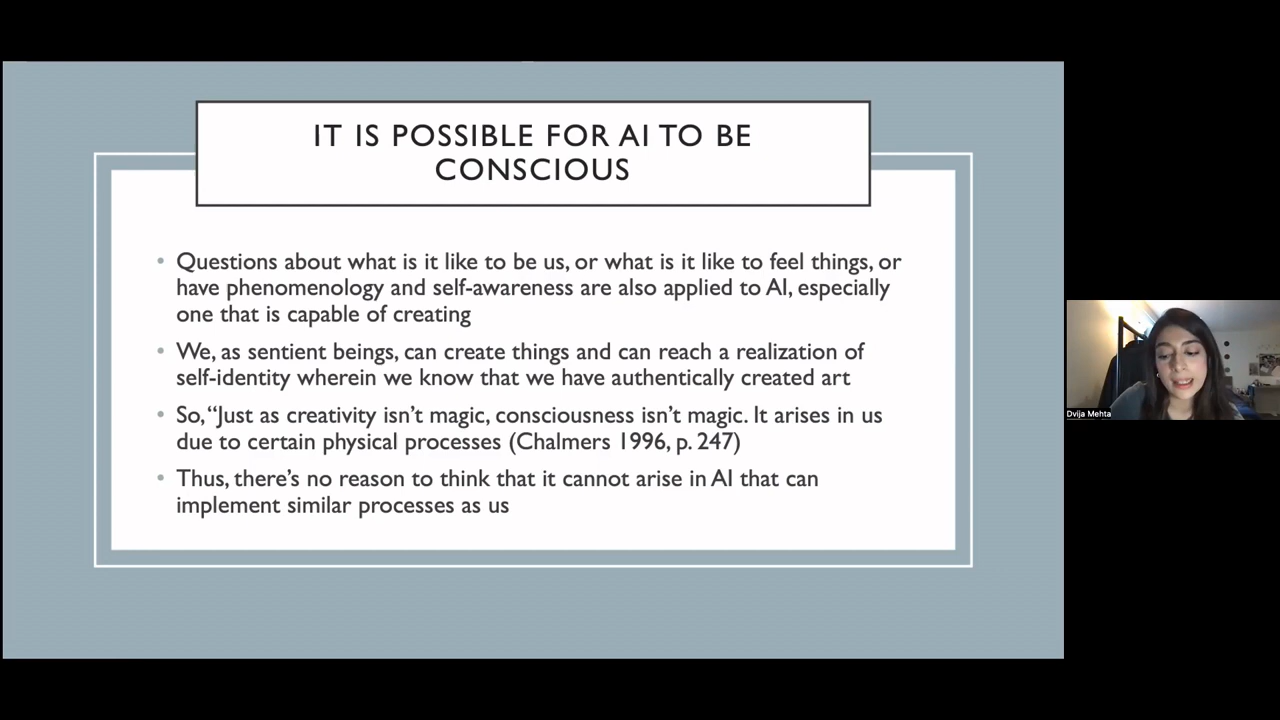 IT IS POSSIBLE FOR AI TO BE
CONSCIOUS
• Questions about what is it like to be us, or what is it like to feel things, or
have phenomenology and self-awareness are also applied to AI, especially
one that is capable of creating
• We, as sentient beings, can create things and can reach a realization of
self-identity wherein we know that we have authentically created art
• So, “Just as creativity isn’t magic, consciousness isn’t magic. It arises in us
due to certain physical processes (Chalmers 1996, p. 247)
• Thus, there’s no reason to think that it cannot arise in AI that can
implement similar processes as us
Dvija Mehta